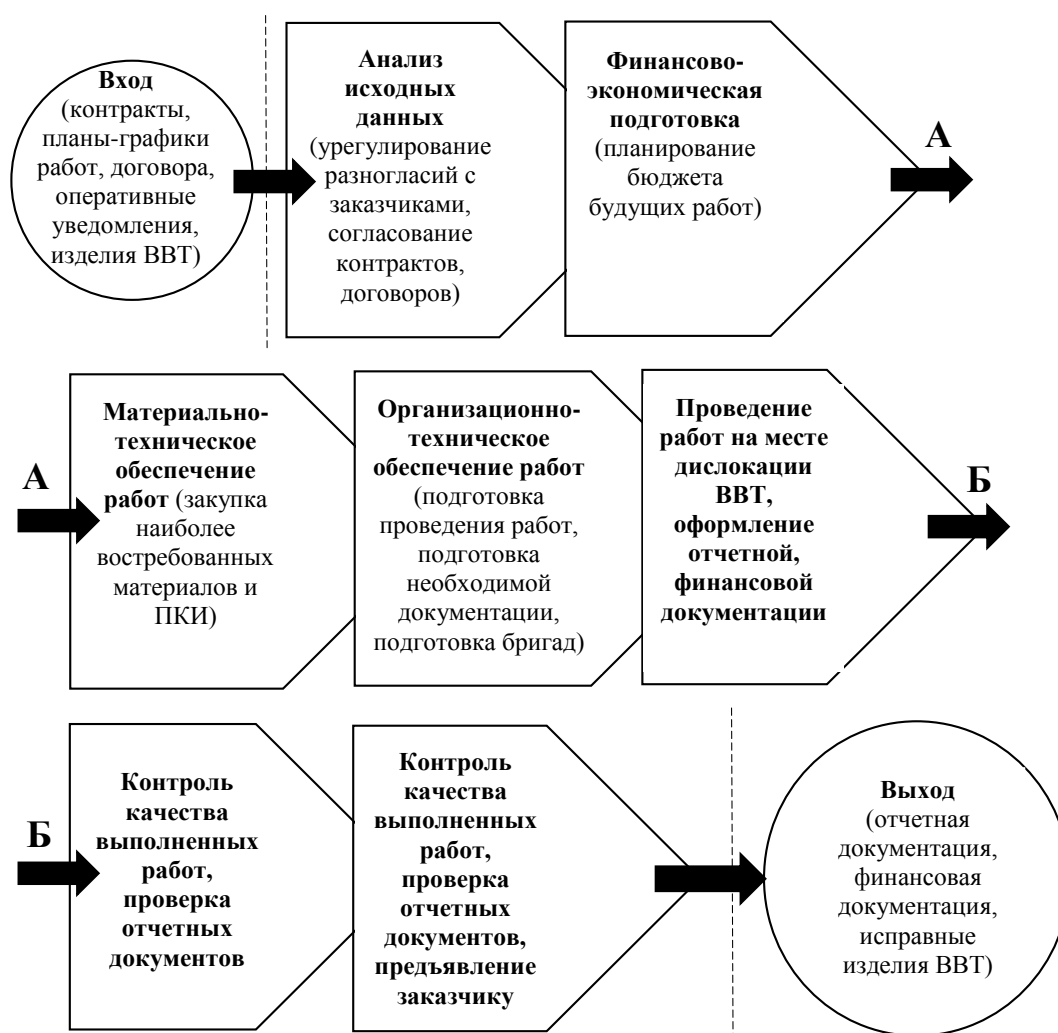 Вход
(контракты,
планы-графики
работ, договора,
оперативные
уведомления,
изделия ВВТ)
Анализ
исходных
данных
(урегулирование
разногласий с
заказчиками,
согласование
контрактов,
договоров)
Финансово-
экономическая
подготовка
(планирование
бюджета
будущих работ)
А
А
Материально-
техническое
обеспечение
работ (закупка
наиболее
востребованных
материалов и
ПКИ)
Организационно-
техническое
обеспечение работ
(подготовка
проведения работ,
подготовка
необходимой
документации,
подготовка бригад)
Проведение
работ на месте
дислокации
ВВТ,
оформление
отчетной,
финансовой
документации
Б
Б
Контроль
качества
выполненных
работ,
проверка
отчетных
документов
Контроль
качества
выполненных
работ,
проверка
отчетных
документов,
предъявление
заказчику
Выход
(отчетная
документация,
финансовая
документация,
исправные
изделия ВВТ)